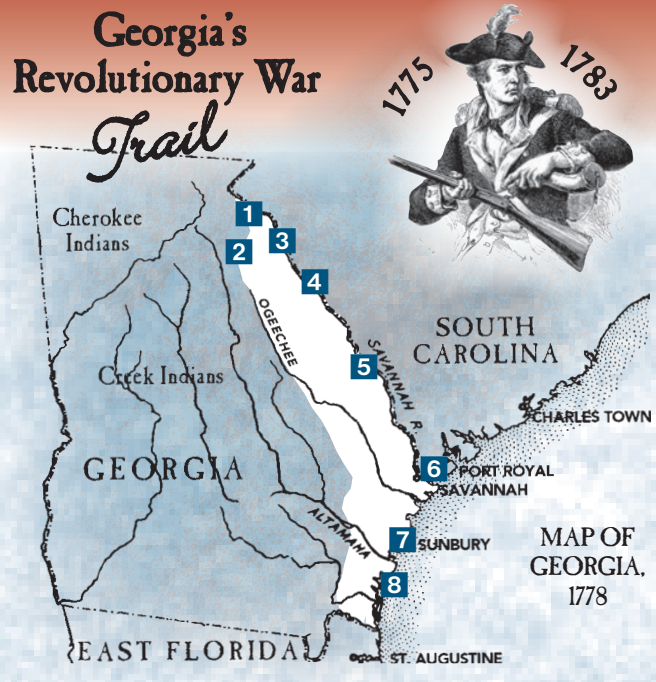 Georgia's
Revolutionary War
Trail
1775
1783
Cherokee
Indians
1
2
3
4
OGEECHEE
SAVANNAH R.
SOUTH
CAROLINA
5
Creek Indians
CHARLES TOWN
GEORGIA
6
PORT ROYAL
SAVANNAH
ALTAMAHA
7
SUNBURY
MAP OF
GEORGIA,
1778
8
EAST FLORIDA
ST. AUGUSTINE